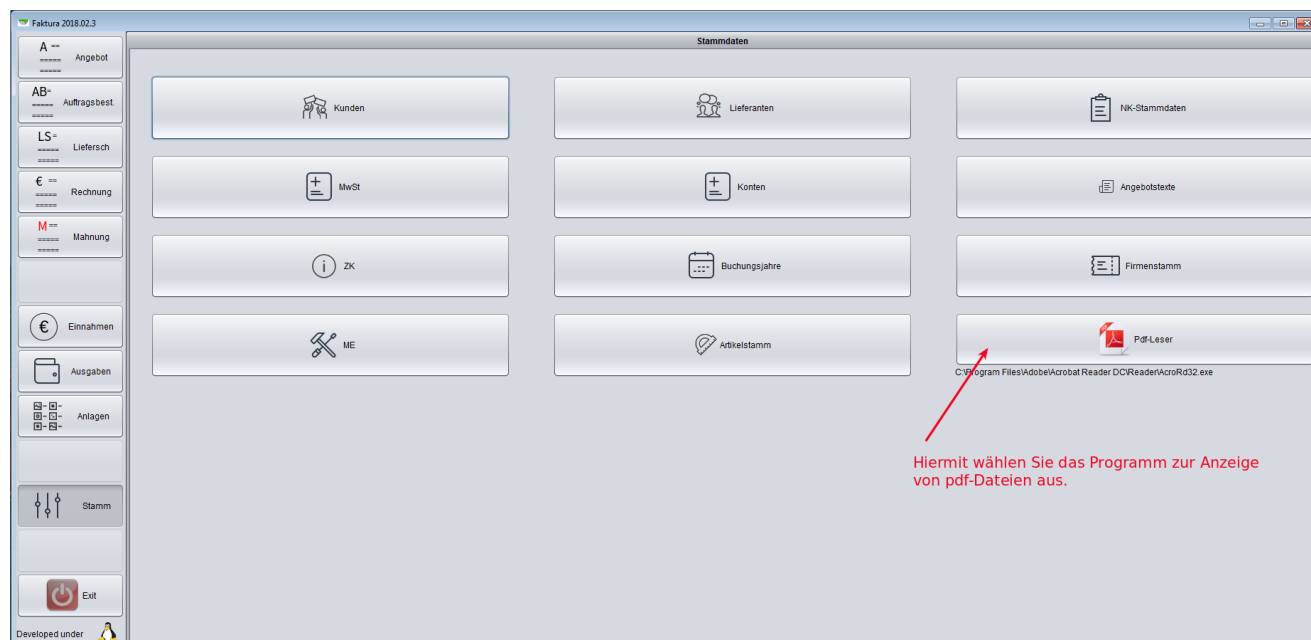 Faktura 2018.02.3
Stammdaten
A ==
Angebot
AB=
Auftragsbest.
LS=
Liefersch
€ ==
Rechnung
M ==
Mahnung
€
Einnahmen
Ausgaben
Anlagen
Stamm
Exit
Developed under
Kunden
Lieferanten
NK-Stammdaten
MwSt
Konten
Angebotstexte
i
ZK
Buchungsjahre
Firmenstamm
ME
Artikelstamm
Pdf-Leser
C:\Program Files\Adobe\Acrobat Reader DC\Reader\AcroRd32.exe
Hiermit wählen Sie das Programm zur Anzeige
von pdf-Dateien aus.